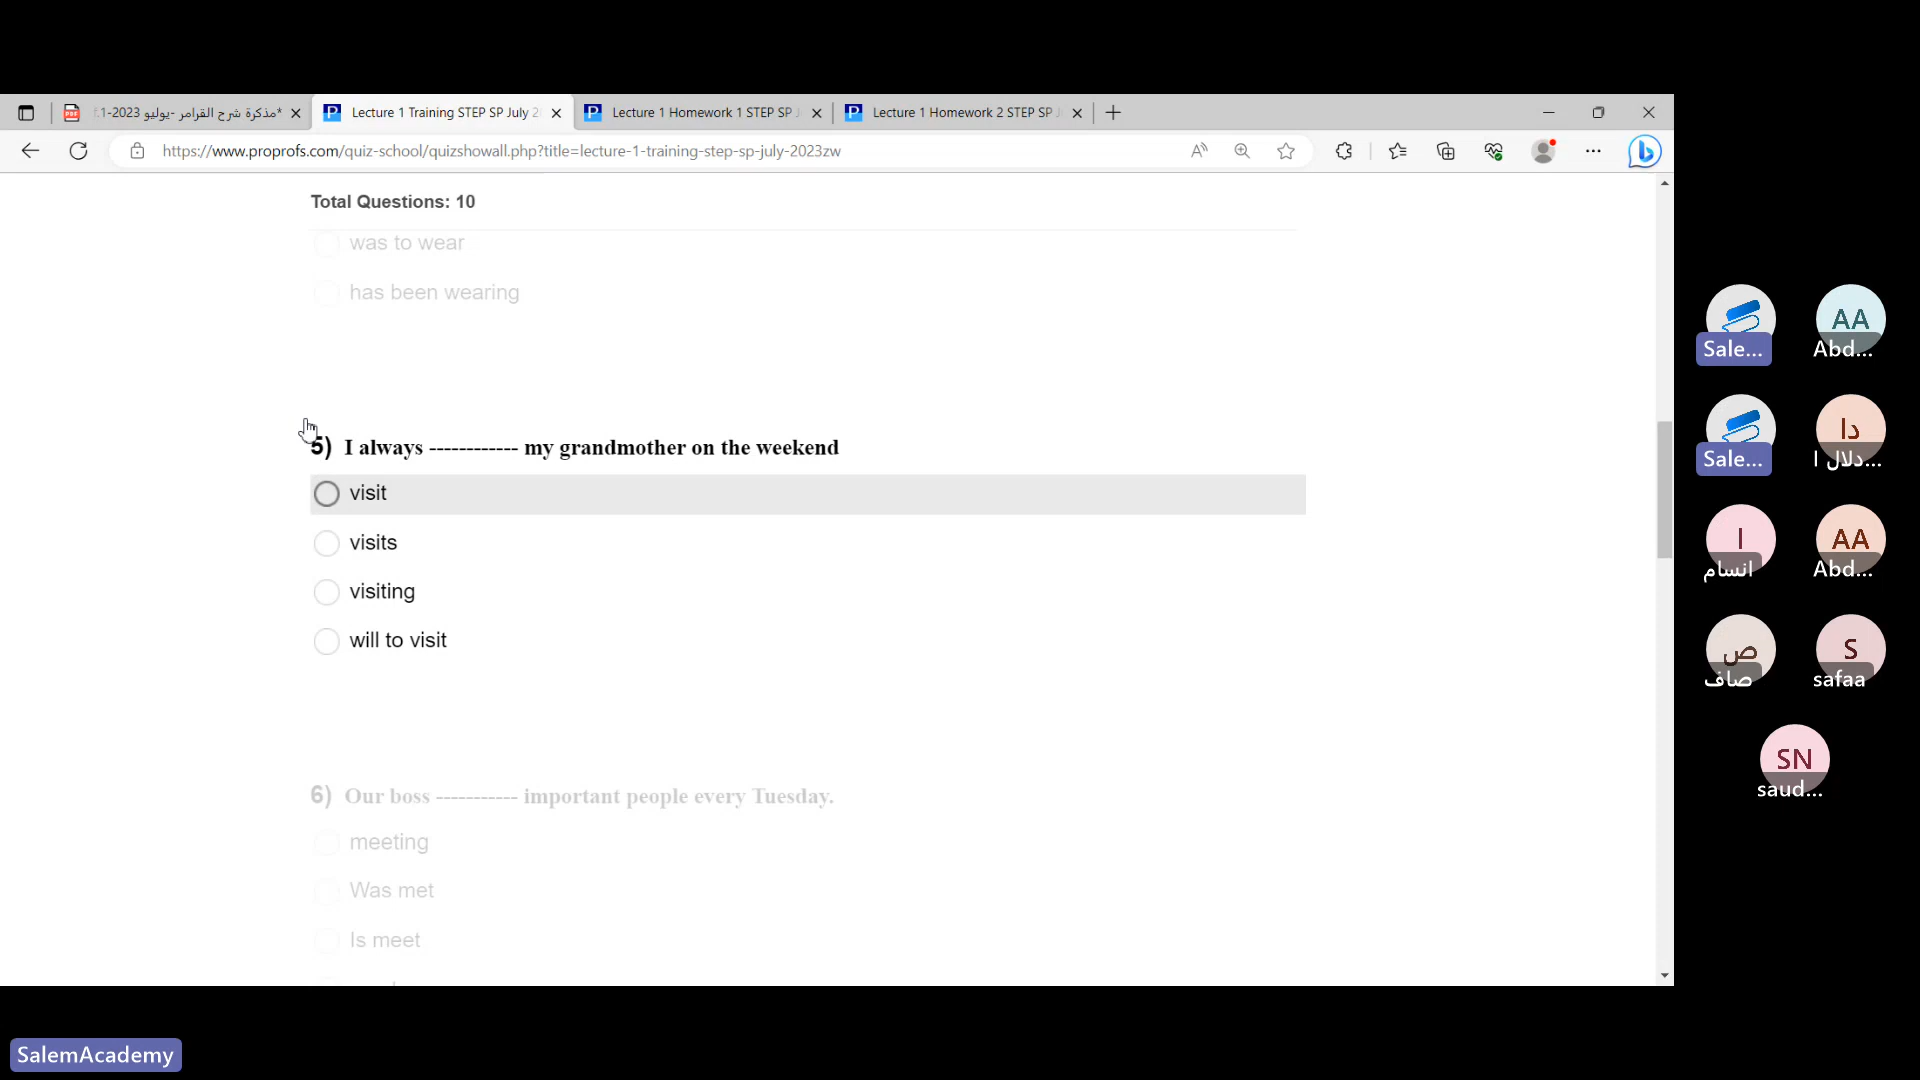 *مذكرة شرح القرامر -يوليو 2023-1.f
Lecture 1 Training STEP SP July 2
Lecture 1 Homework 1 STEP SP J
Lecture 1 Homework 2 STEP SP J
https://www.proprofs.com/quiz-school/quizshowall.php?title=lecture-1-training-step-sp-july-2023zw
Total Questions: 10
was to wear
has been wearing
5) I always ------------ my grandmother on the weekend
visit
visits
visiting
will to visit
6) Our boss ----------- important people every Tuesday.
meeting
Was met
Is meet
Sale...
AA
Abd...
Sale...
دا
دلال ا...
ا
انسام
AA
Abd...
ص
صاف
S
safaa
SN
saud...
SalemAcademy